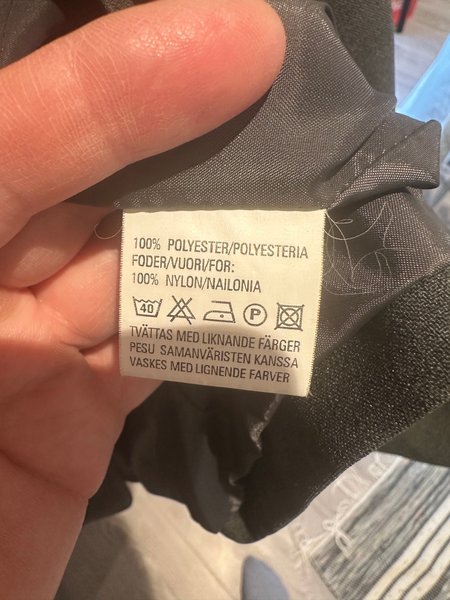 100% POLYESTER/POLYESTERIA
FODER/VUORI/FOR:
100% NYLON/NAILONIA
40 P
TVÄTTAS MED LIKNANDE FÄRGER
PESU SAMANVÄRISTEN KANSSA
VASKES MED LIGNENDE FARVER